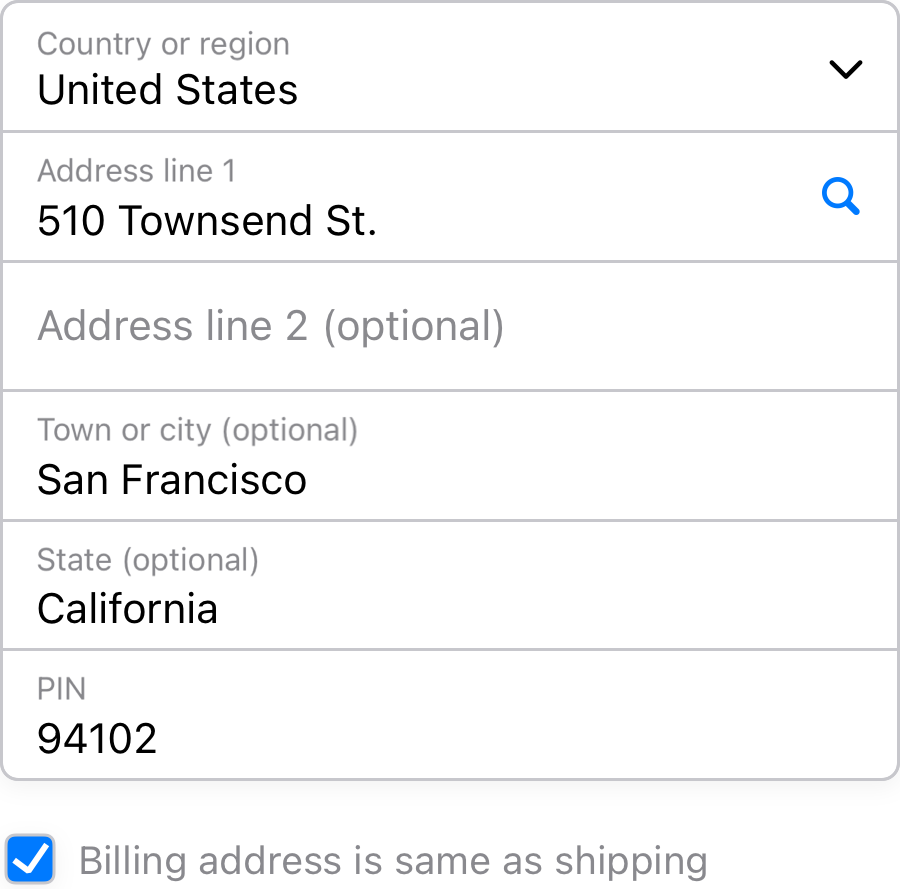 Country or region
United States
Address line 1
510 Townsend St.
Address line 2 (optional)
Town or city (optional)
San Francisco
State (optional)
California
PIN
94102
Billing address is same as shipping